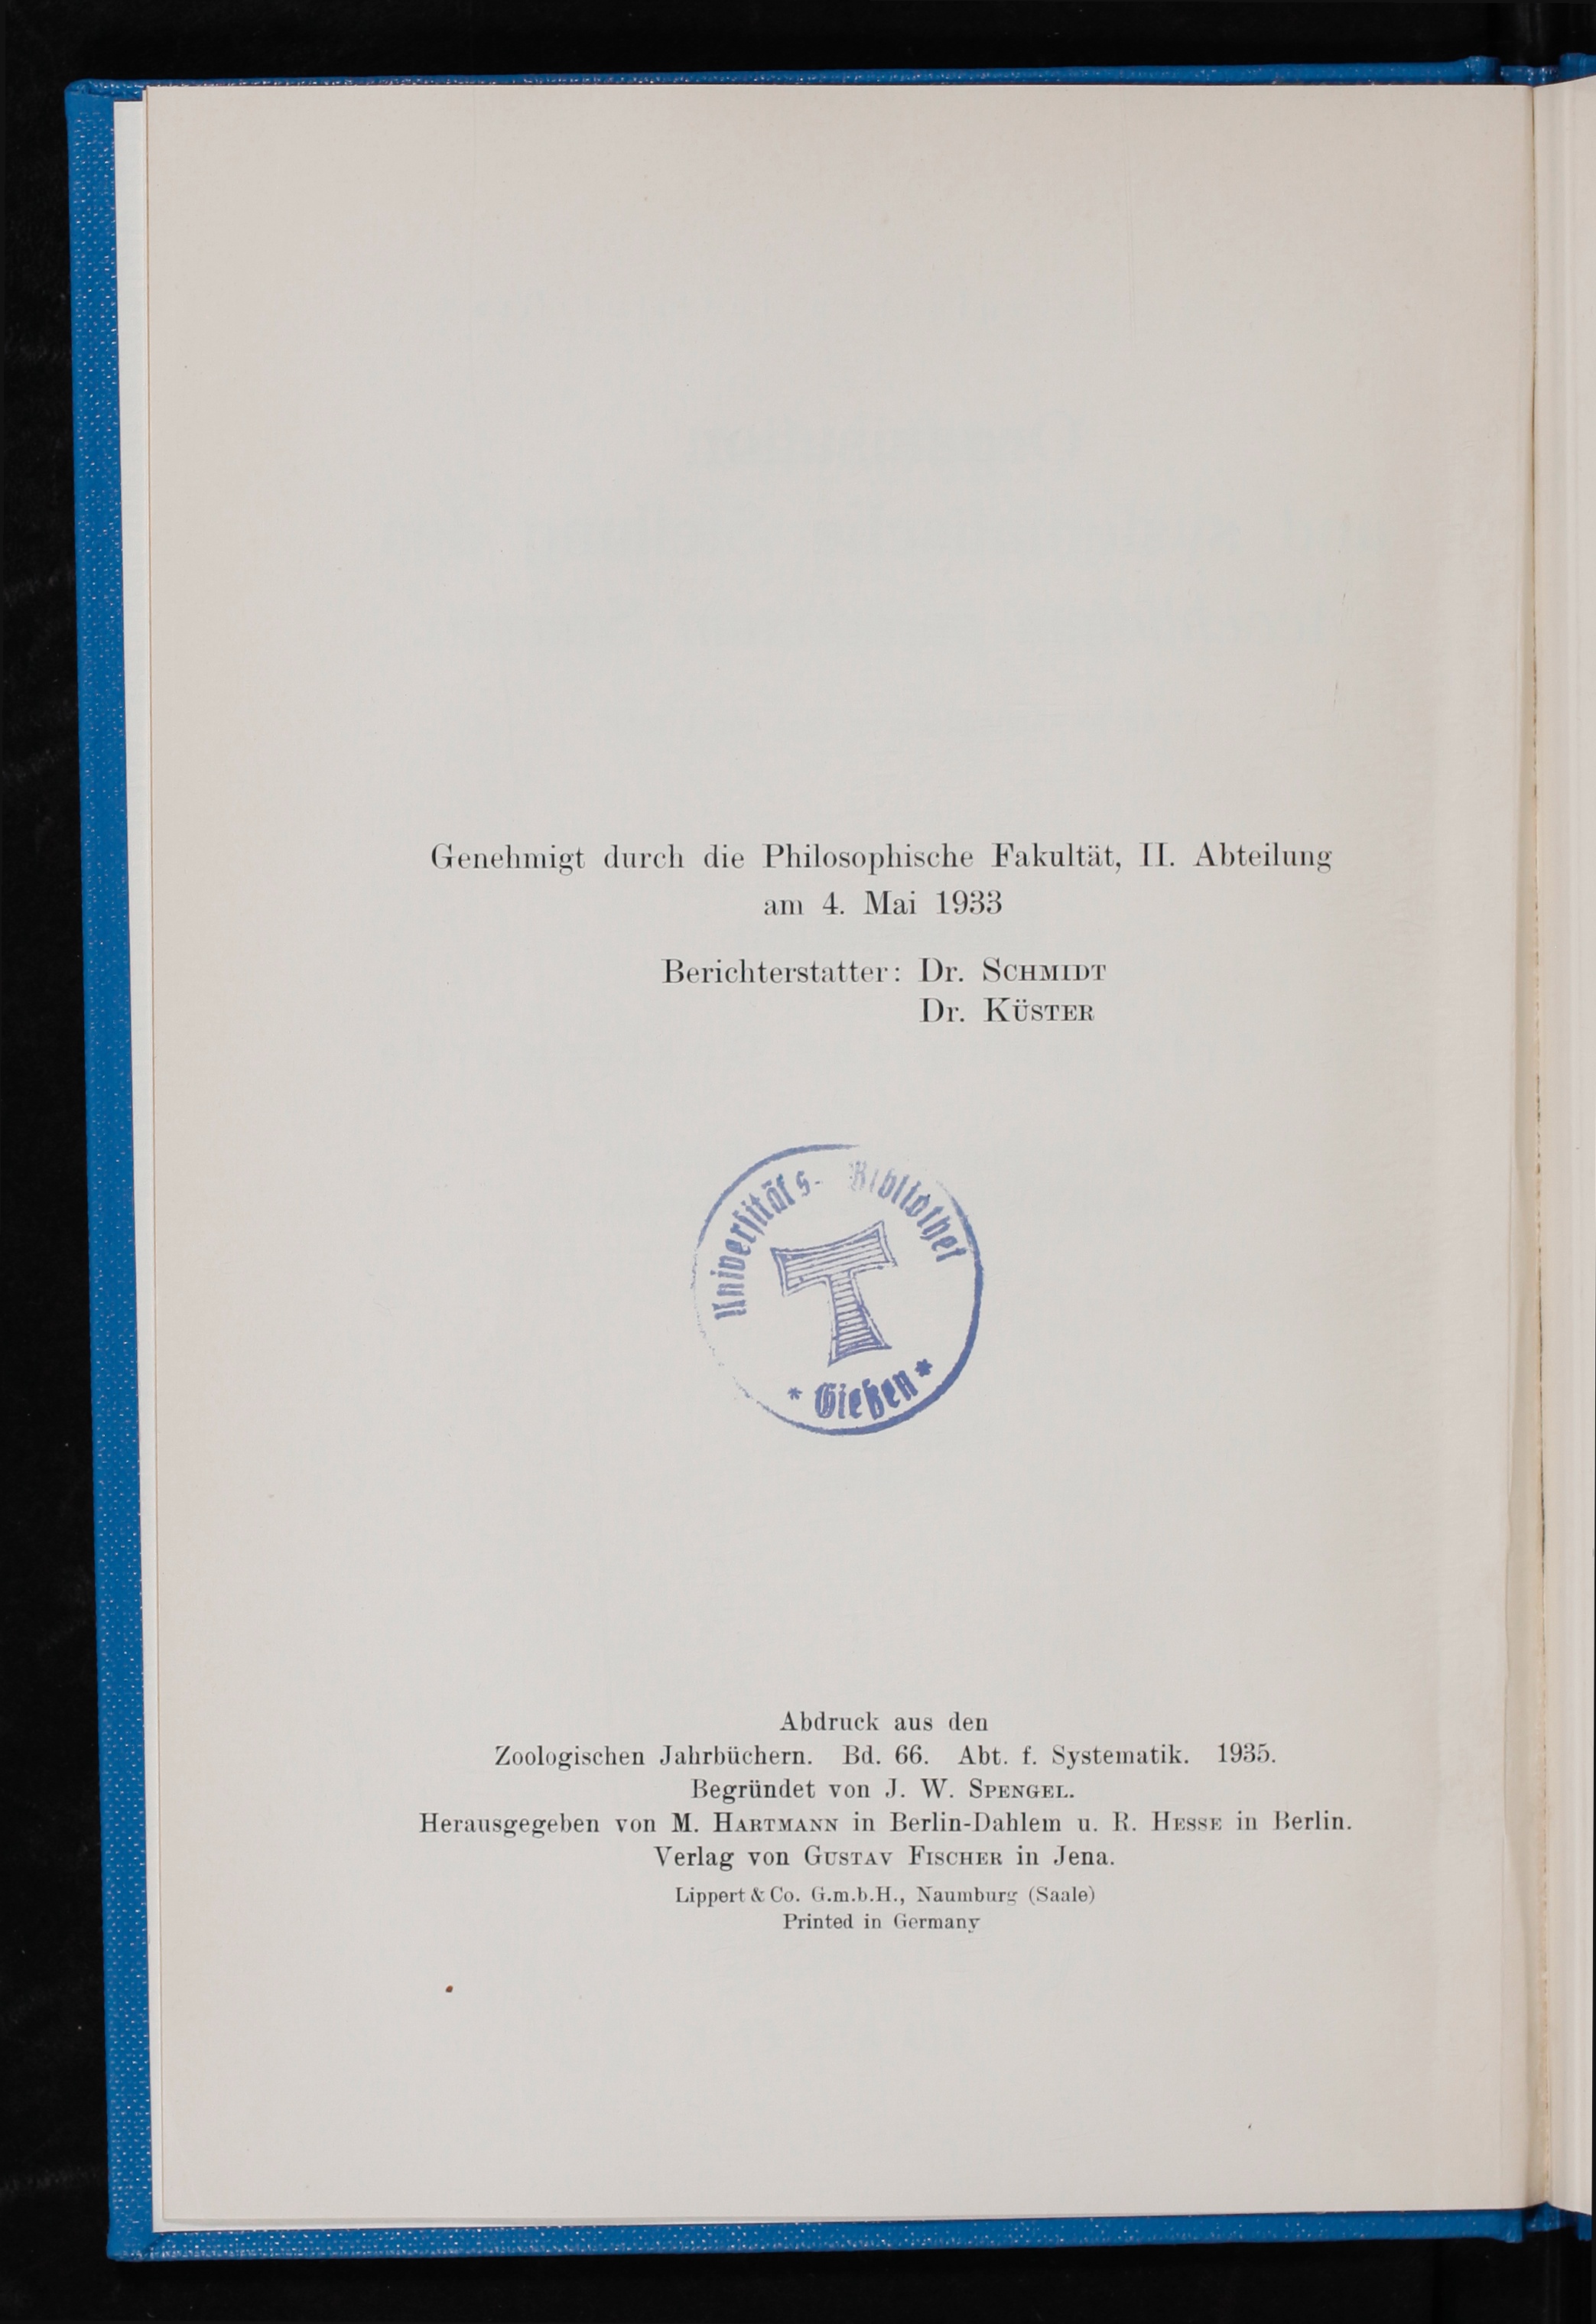 Genehmigt durch die Philosophische Fakultät, II. Abteilung
am 4. Mai 1933
Berichterstatter: Dr. SCHMIDT
Dr. KÜSTER
Universitäts-Bibliothek
* Gießen *
Abdruck aus den
Zoologischen Jahrbüchern. Bd. 66. Abt. f. Systematik. 1935.
Begründet von J. W. SPENGEL.
Herausgegeben von M. HARTMANN in Berlin-Dahlem u. R. HESSE in Berlin.
Verlag von GUSTAV FISCHER in Jena.
Lippert & Co. G.m.b.H., Naumburg (Saale)
Printed in Germany